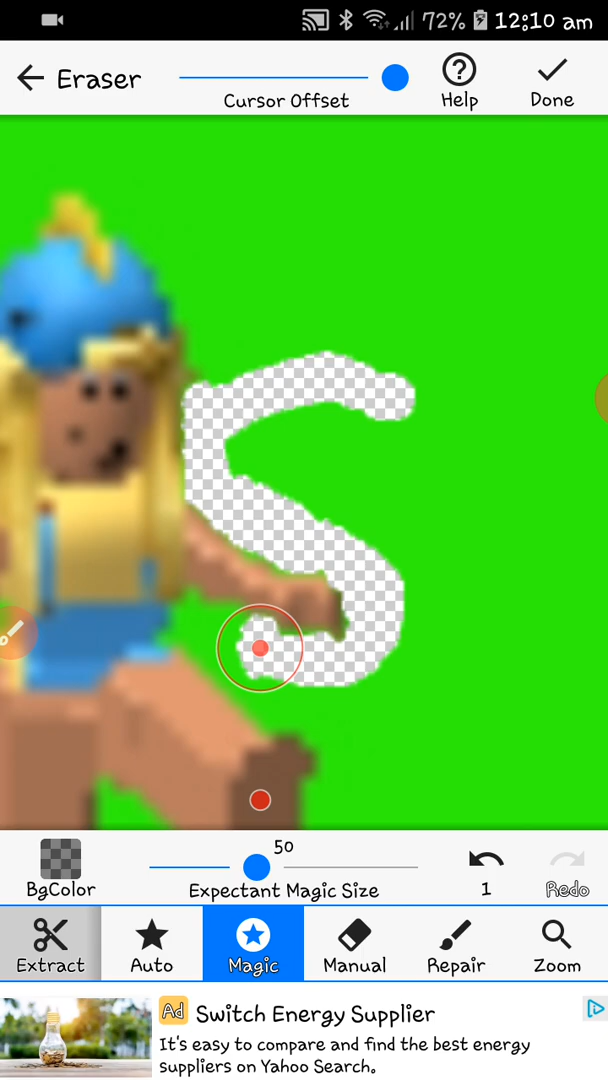 72% 12:10 am
Eraser
Cursor Offset
Help
Done
50
BgColor
Expectant Magic Size
1
Redo
Extract
Auto
Magic
Manual
Repair
Zoom
Ad Switch Energy Supplier
It's easy to compare and find the best energy
suppliers on Yahoo Search.